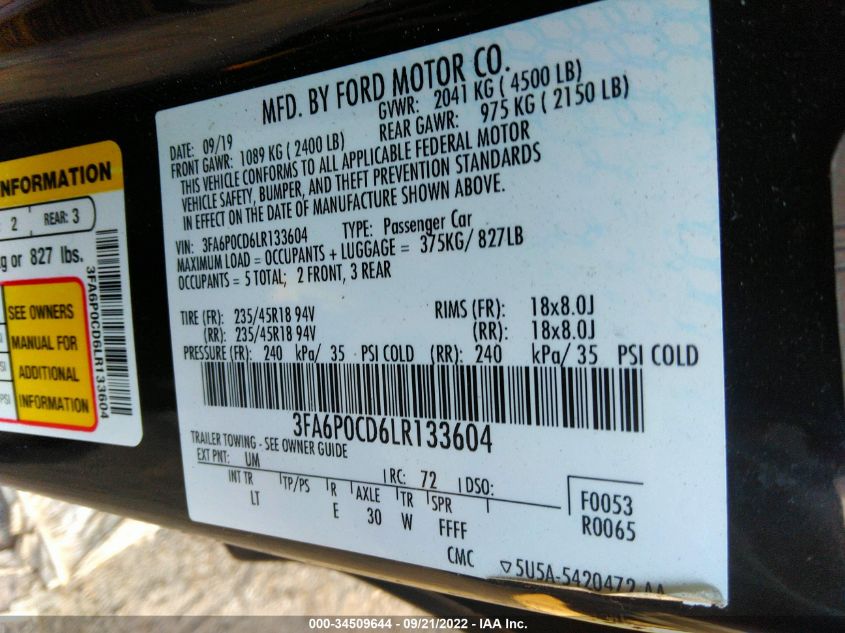 MFD. BY FORD MOTOR CO.
DATE: 09/19 GVWR: 2041 KG ( 4500 LB)
FRONT GAWR: 1089 KG ( 2400 LB) REAR GAWR: 975 KG ( 2150 LB)
THIS VEHICLE CONFORMS TO ALL APPLICABLE FEDERAL MOTOR
VEHICLE SAFETY, BUMPER, AND THEFT PREVENTION STANDARDS
IN EFFECT ON THE DATE OF MANUFACTURE SHOWN ABOVE.
VIN: 3FA6P0CD6LR133604 TYPE: Passenger Car
MAXIMUM LOAD = OCCUPANTS + LUGGAGE = 375KG/ 827LB
OCCUPANTS = 5 TOTAL; 2 FRONT, 3 REAR
TIRE (FR): 235/45R18 94V RIMS (FR): 18x8.0J
(RR): 235/45R18 94V (RR): 18x8.0J
PRESSURE (FR): 240 kPa/ 35 PSI COLD (RR): 240 kPa/ 35 PSI COLD
3FA6P0CD6LR133604
TRAILER TOWING - SEE OWNER GUIDE
EXT PNT: UM RC: 72 DSO:
INT TR TP/PS R AXLE TR SPR
LT E 30 W FFFF
CMC
F0053
R0065
▽5U5A-5420472
INFORMATION
: 2 REAR: 3
g or 827 lbs.
SEE OWNERS
MANUAL FOR
ADDITIONAL
INFORMATION
3FA6P0CD6LR133604
000-34509644 - 09/21/2022 - IAA Inc.